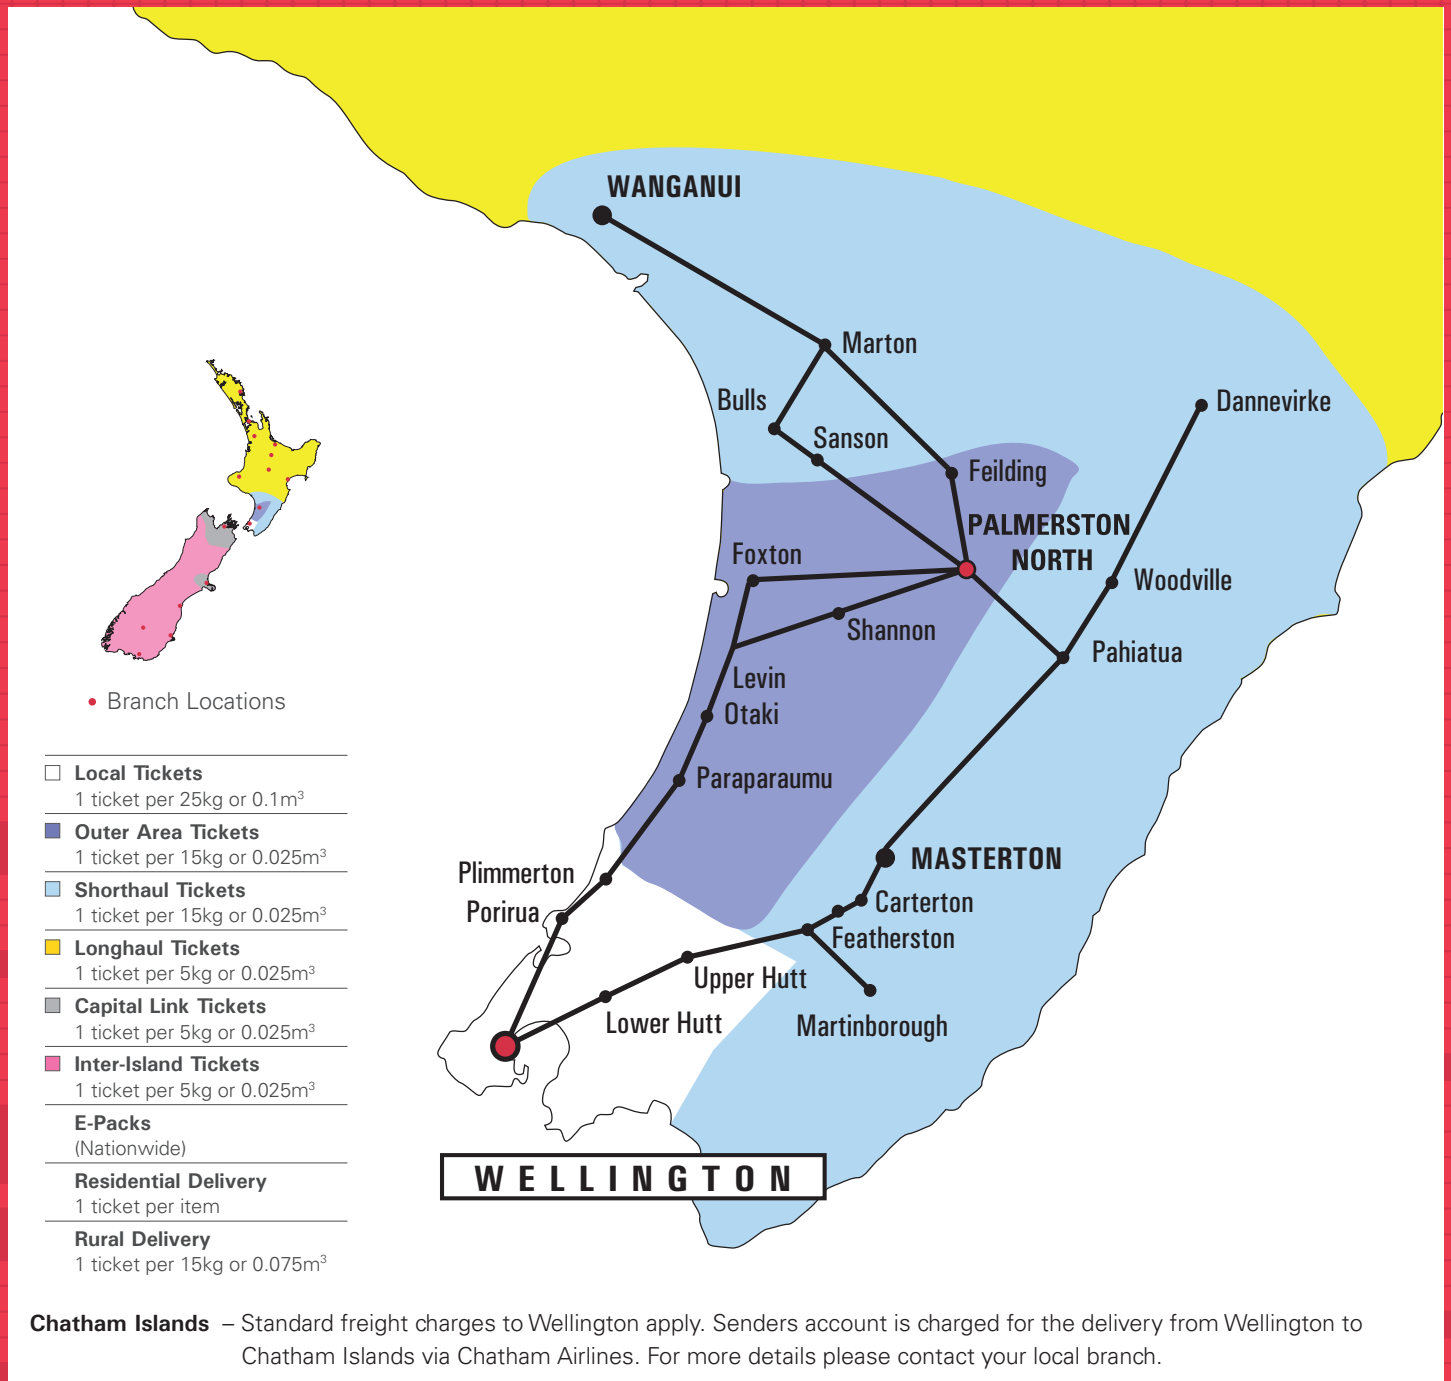 WANGANUI
Marton
Bulls
Dannevirke
Sanson
Feilding
PALMERSTON
NORTH
Foxton
Woodville
Shannon
Pahiatua
Levin
Otaki
Paraparaumu
MASTERTON
Plimmerton
Carterton
Porirua
Featherston
Upper Hutt
Lower Hutt
Martinborough
WELLINGTON
• Branch Locations
Local Tickets
1 ticket per 25kg or 0.1m³
Outer Area Tickets
1 ticket per 15kg or 0.025m³
Shorthaul Tickets
1 ticket per 15kg or 0.025m³
Longhaul Tickets
1 ticket per 5kg or 0.025m³
Capital Link Tickets
1 ticket per 5kg or 0.025m³
Inter-Island Tickets
1 ticket per 5kg or 0.025m³
E-Packs
(Nationwide)
Residential Delivery
1 ticket per item
Rural Delivery
1 ticket per 15kg or 0.075m³
Chatham Islands – Standard freight charges to Wellington apply. Senders account is charged for the delivery from Wellington to
Chatham Islands via Chatham Airlines. For more details please contact your local branch.